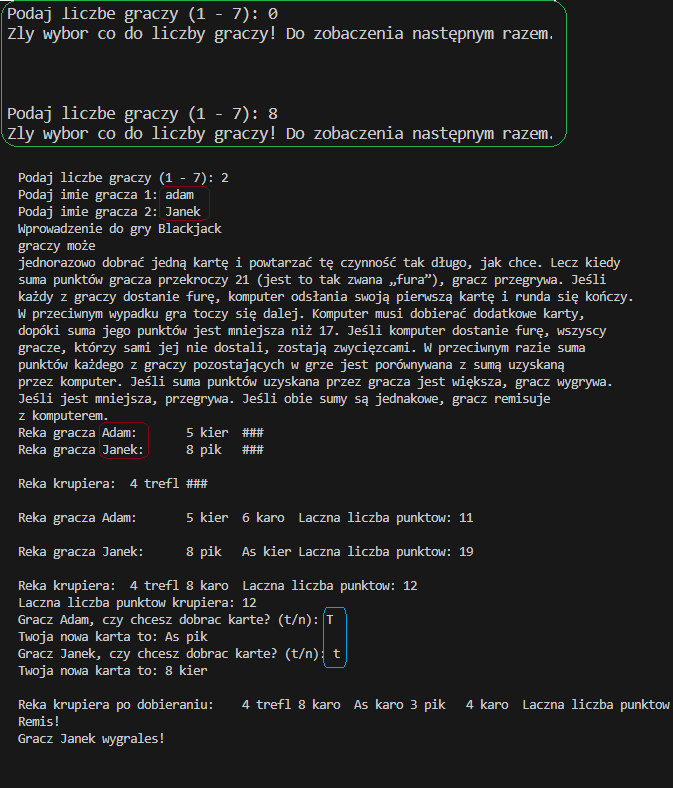 Podaj liczbe graczy (1 - 7): 0
Zly wybor co do liczby graczy! Do zobaczenia następnym razem.
Podaj liczbe graczy (1 - 7): 8
Zly wybor co do liczby graczy! Do zobaczenia następnym razem.
Podaj liczbe graczy (1 - 7): 2
Podaj imie gracza 1: adam
Podaj imie gracza 2: Janek
Wprowadzenie do gry Blackjack
graczy może
jednorazowo dobrać jedną kartę i powtarzać tę czynność tak długo, jak chce. Lecz kiedy
suma punktów gracza przekroczy 21 (jest to tak zwana „fura”), gracz przegrywa. Jeśli
każdy z graczy dostanie furę, komputer odsłania swoją pierwszą kartę i runda się kończy.
W przeciwnym wypadku gra toczy się dalej. Komputer musi dobierać dodatkowe karty,
dopóki suma jego punktów jest mniejsza niż 17. Jeśli komputer dostanie furę, wszyscy
gracze, którzy sami jej nie dostali, zostają zwycięzcami. W przeciwnym razie suma
punktów każdego z graczy pozostających w grze jest porównywana z sumą uzyskaną
przez komputer. Jeśli suma punktów uzyskana przez gracza jest większa, gracz wygrywa.
Jeśli jest mniejsza, przegrywa. Jeśli obie sumy są jednakowe, gracz remisuje
z komputerem.
Reka gracza Adam: 5 kier ###
Reka gracza Janek: 8 pik ###
Reka krupiera: 4 trefl ###
Reka gracza Adam: 5 kier 6 karo Laczna liczba punktow: 11
Reka gracza Janek: 8 pik As kier Laczna liczba punktow: 19
Reka krupiera: 4 trefl 8 karo Laczna liczba punktow: 12
Laczna liczba punktow krupiera: 12
Gracz Adam, czy chcesz dobrac karte? (t/n): T
Twoja nowa karta to: As pik
Gracz Janek, czy chcesz dobrac karte? (t/n): t
Twoja nowa karta to: 8 kier
Reka krupiera po dobieraniu: 4 trefl 8 karo As karo 3 pik 4 karo Laczna liczba punktow
Remis!
Gracz Janek wygrales!